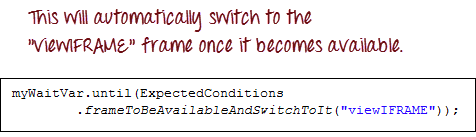 This will automatically switch to the
"viewIFRAME" frame once it becomes available.
myWaitVar.until(ExpectedConditions
.frameToBeAvailableAndSwitchToIt("viewIFRAME"));